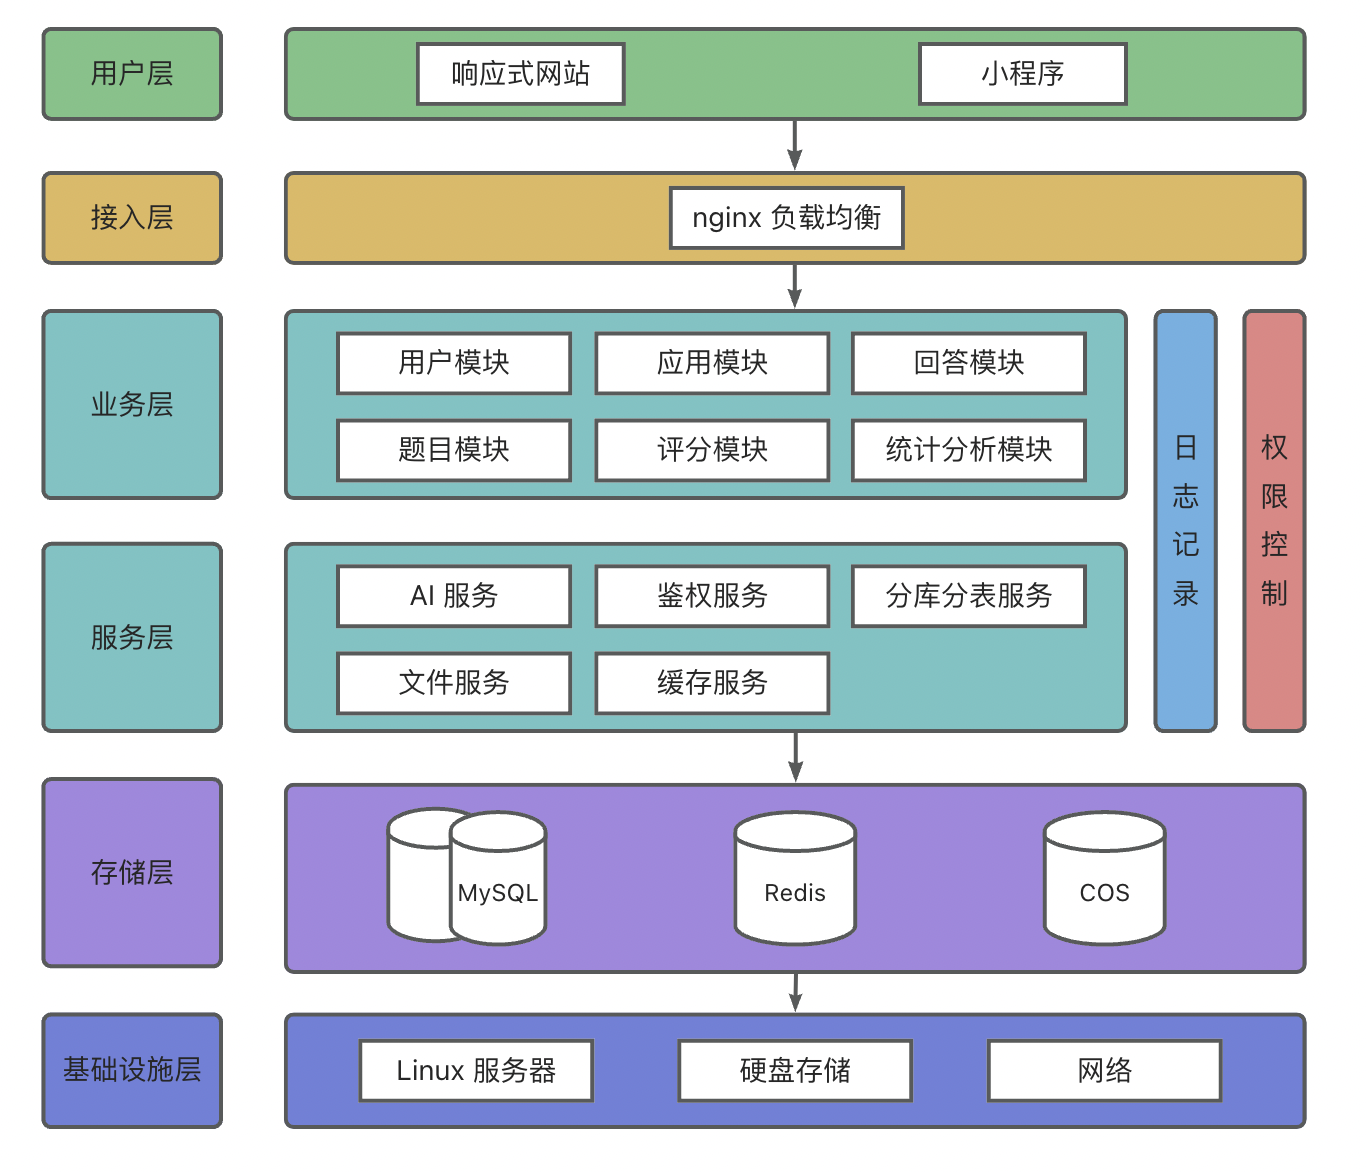 用户层
响应式网站
小程序
接入层
nginx 负载均衡
业务层
用户模块
应用模块
回答模块
题目模块
评分模块
统计分析模块
日志记录
权限控制
服务层
AI 服务
鉴权服务
分库分表服务
文件服务
缓存服务
存储层
MySQL
Redis
COS
基础设施层
Linux 服务器
硬盘存储
网络